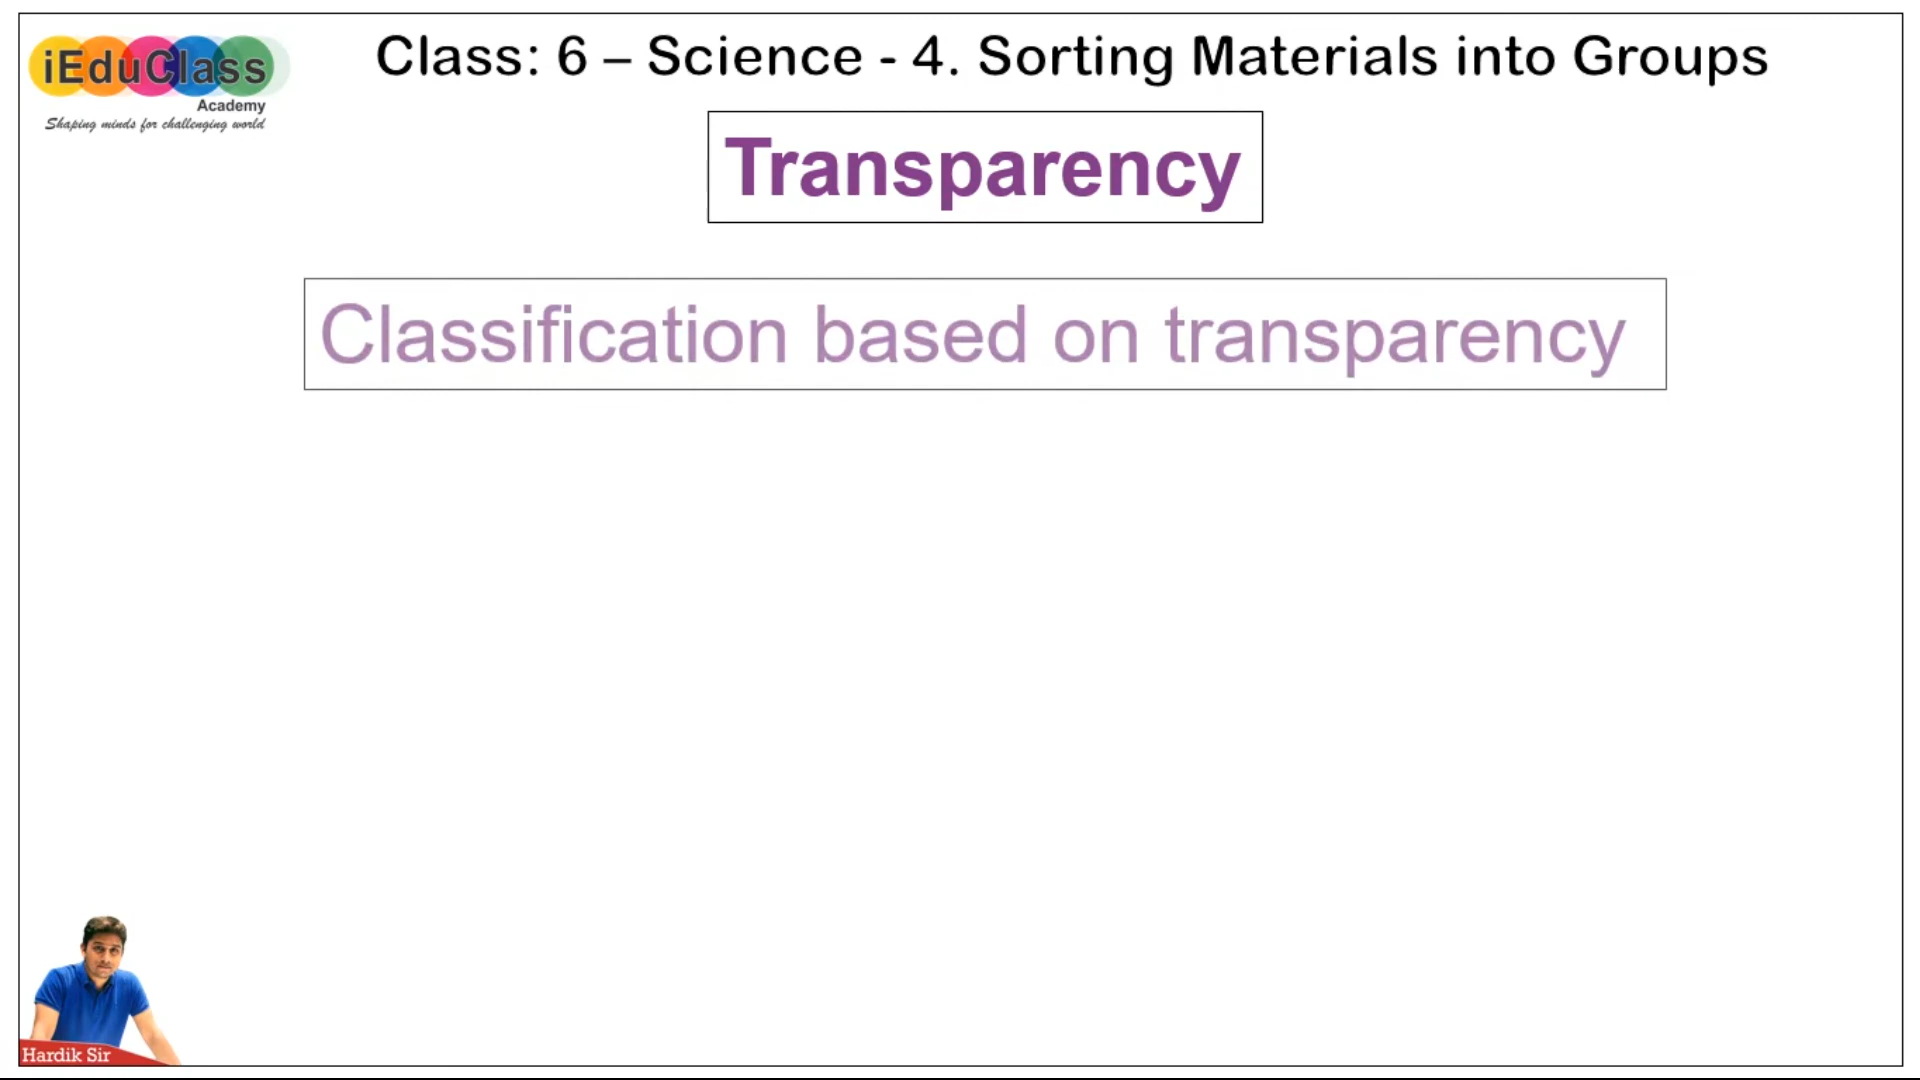 iEduClass
Academy
Shaping minds for challenging world
Class: 6 – Science - 4. Sorting Materials into Groups
Transparency
Classification based on transparency
Hardik Sir